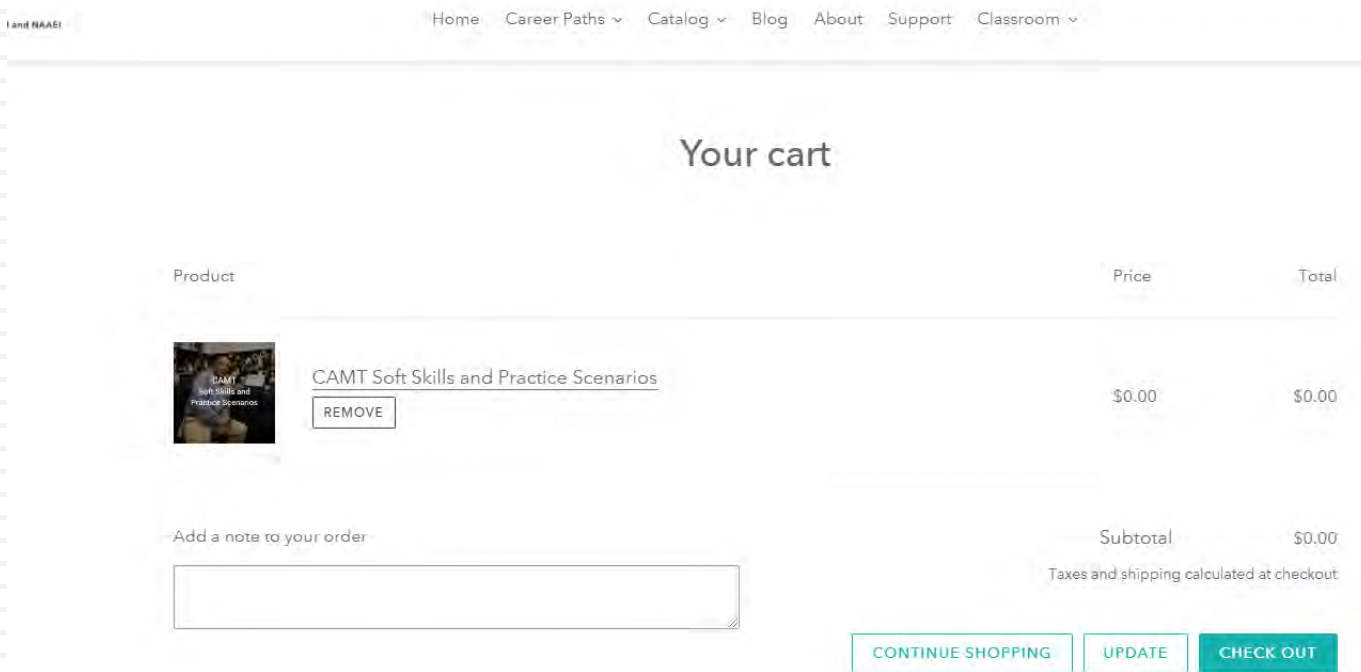 and NAAEI
Home Career Paths Catalog Blog About Support Classroom
Your cart
Product Price Total
CAMT
Soft Skills and
Practice Scenarios
CAMT Soft Skills and Practice Scenarios
REMOVE
$0.00 $0.00
Add a note to your order
Subtotal $0.00
Taxes and shipping calculated at checkout
CONTINUE SHOPPING UPDATE CHECK OUT